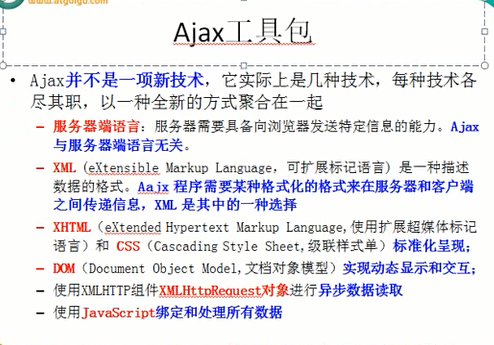 www.atguigu.com
Ajax工具包
• Ajax并不是一项新技术，它实际上是几种技术，每种技术各
尽其职，以一种全新的方式聚合在一起
– 服务器端语言：服务器需要具备向浏览器发送特定信息的能力。Ajax
与服务器端语言无关。
– XML (eXtensible Markup Language，可扩展标记语言) 是一种描述
数据的格式。Aajx 程序需要某种格式化的格式来在服务器和客户端
之间传递信息，XML 是其中的一种选择
– XHTML（eXtended Hypertext Markup Language,使用扩展超媒体标记
语言）和 CSS（Cascading Style Sheet,级联样式单）标准化呈现；
– DOM（Document Object Model,文档对象模型）实现动态显示和交互；
– 使用XMLHTTP组件XMLHttpRequest对象进行异步数据读取
– 使用JavaScript绑定和处理所有数据